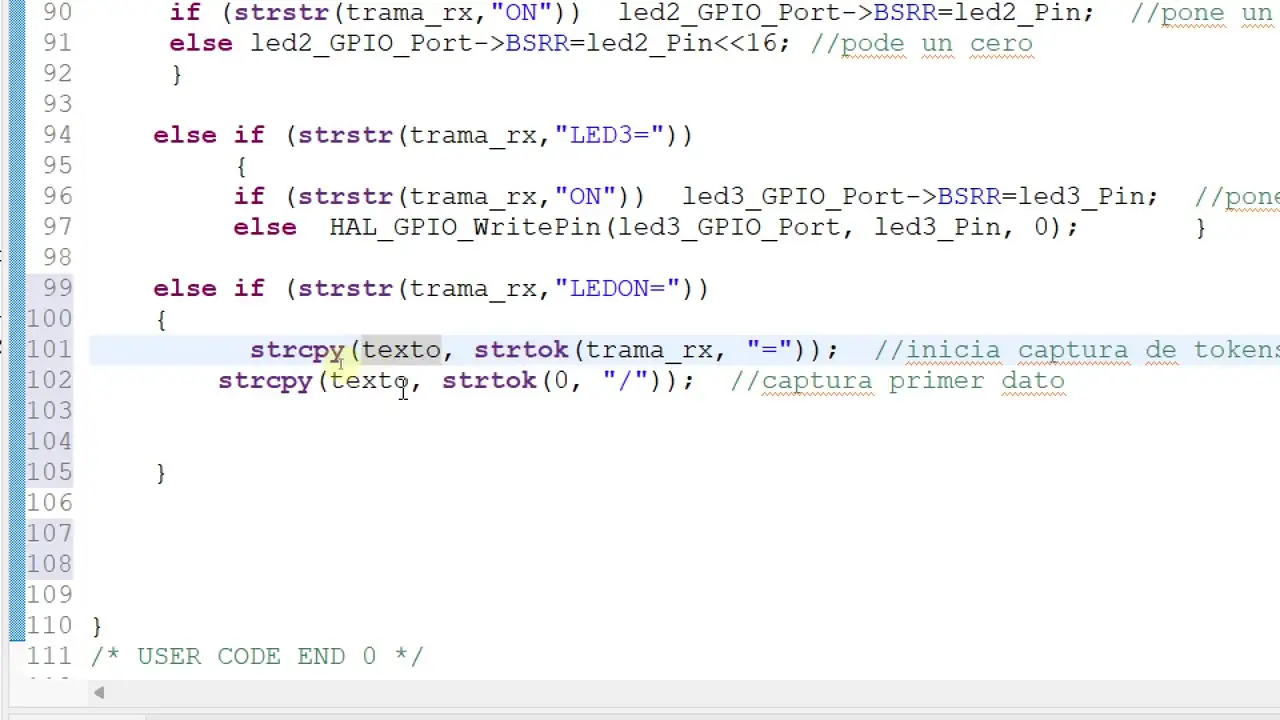 90 if (strstr(trama_rx,"ON")) led2_GPIO_Port->BSRR=led2_Pin; //pone un
91 else led2_GPIO_Port->BSRR=led2_Pin<<16; //pode un cero
92 }
93
94 else if (strstr(trama_rx,"LED3="))
95 {
96 if (strstr(trama_rx,"ON")) led3_GPIO_Port->BSRR=led3_Pin; //pone
97 else HAL_GPIO_WritePin(led3_GPIO_Port, led3_Pin, 0); }
98
99 else if (strstr(trama_rx,"LEDON="))
100 {
101 strcpy(texto, strtok(trama_rx, "=")); //inicia captura de tokens
102 strcpy(texto, strtok(0, "/")); //captura primer dato
103
104
105 }
106
107
108
109
110 }
111 /* USER CODE END 0 */